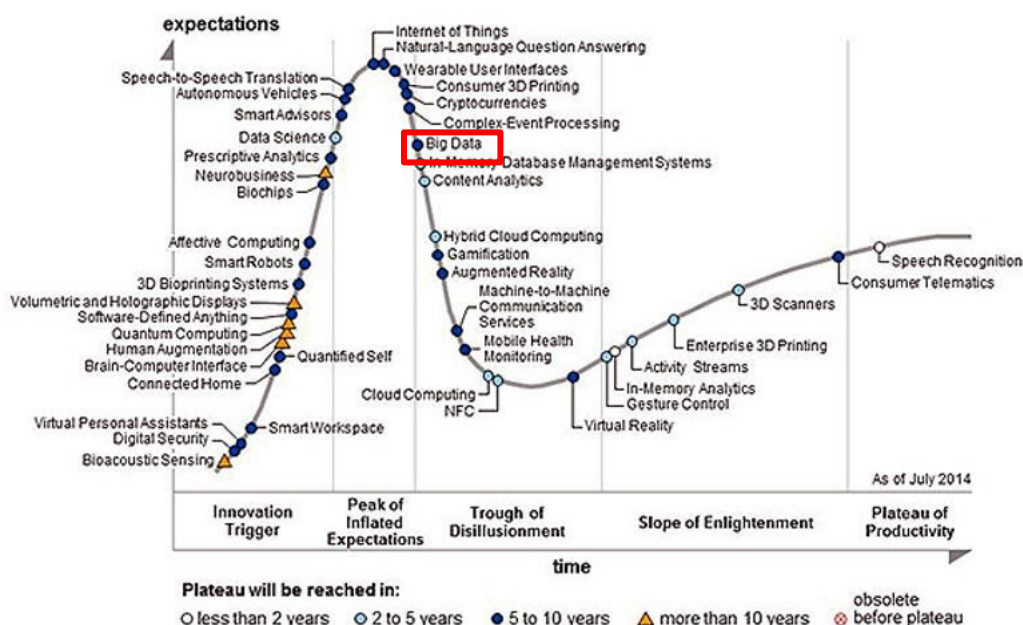 expectations
Internet of Things
Natural-Language Question Answering
Wearable User Interfaces
Consumer 3D Printing
Cryptocurrencies
Complex-Event Processing
Big Data
In-Memory Database Management Systems
Content Analytics
Speech-to-Speech Translation
Autonomous Vehicles
Smart Advisors
Data Science
Prescriptive Analytics
Neurobusiness
Biochips
Affective Computing
Smart Robots
3D Bioprinting Systems
Volumetric and Holographic Displays
Software-Defined Anything
Quantum Computing
Human Augmentation
Brain-Computer Interface
Connected Home
Quantified Self
Virtual Personal Assistants
Digital Security
Bioacoustic Sensing
Smart Workspace
Hybrid Cloud Computing
Gamification
Augmented Reality
Machine-to-Machine
Communication
Services
Mobile Health
Monitoring
Cloud Computing
NFC
Virtual Reality
Gesture Control
In-Memory Analytics
Activity Streams
Enterprise 3D Printing
3D Scanners
Consumer Telematics
Speech Recognition
As of July 2014
Innovation
Trigger
Peak of
Inflated
Expectations
Trough of
Disillusionment
Slope of Enlightenment
Plateau of
Productivity
time
Plateau will be reached in:
less than 2 years
2 to 5 years
5 to 10 years
more than 10 years
obsolete
before plateau